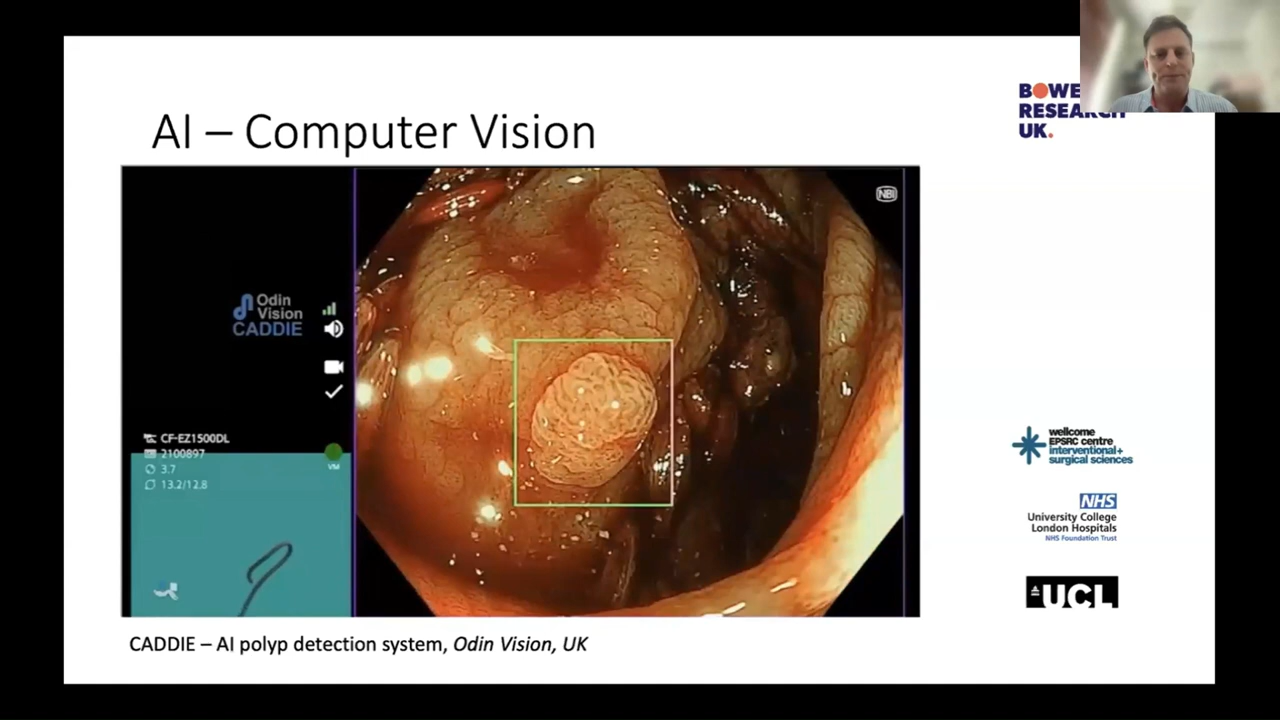 AI – Computer Vision
BOWE
RESEARCH
UK.
NBI
Odin
Vision
CADDIE
CF-EZ1500DL
2100897
3.7
13.2/12.8
VM
CADDIE – AI polyp detection system, Odin Vision, UK
wellcome
EPSRC centre
interventional+
surgical sciences
NHS
University College
London Hospitals
NHS Foundation Trust
UCL